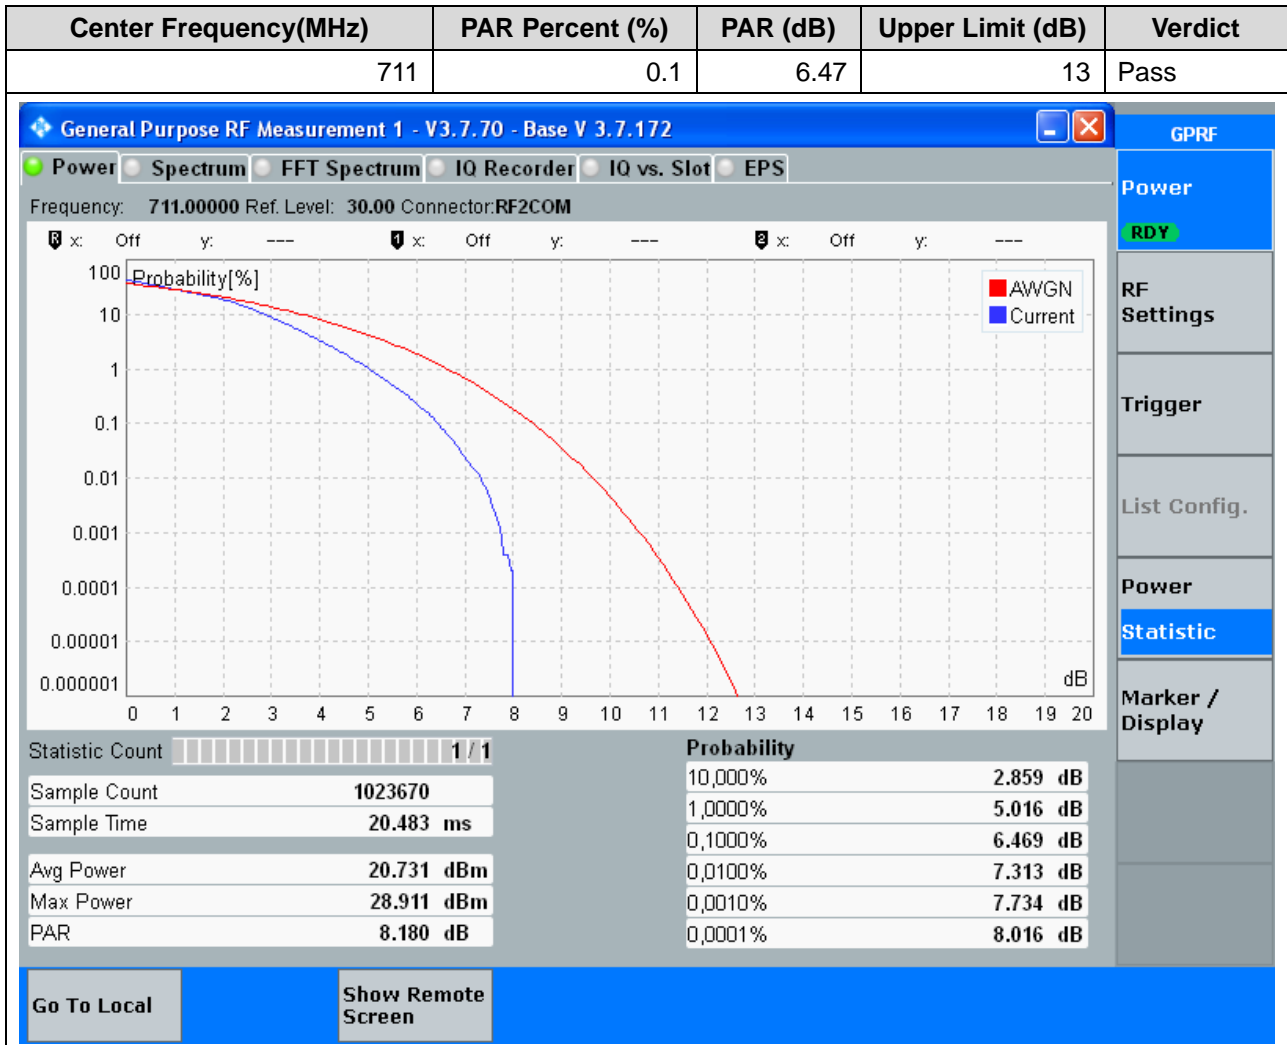 Center Frequency(MHz) PAR Percent (%) PAR (dB) Upper Limit (dB) Verdict
711 0.1 6.47 13 Pass
General Purpose RF Measurement 1 - V3.7.70 - Base V 3.7.172
GPRF
Power Spectrum FFT Spectrum IQ Recorder IQ vs. Slot EPS
Power
RDY
Frequency: 711.00000 Ref. Level: 30.00 Connector:RF2COM
R x: Off y: --- 1 x: Off y: --- 2 x: Off y: ---
Probability[%]
AWGN
Current
100
10
1
0.1
0.01
0.001
0.0001
0.00001
0.000001
dB
0 1 2 3 4 5 6 7 8 9 10 11 12 13 14 15 16 17 18 19 20
RF
Settings
Trigger
List Config.
Power
Statistic
Marker /
Display
Statistic Count 1 / 1
Sample Count 1023670
Sample Time 20.483 ms
Avg Power 20.731 dBm
Max Power 28.911 dBm
PAR 8.180 dB
Probability
10,000% 2.859 dB
1,0000% 5.016 dB
0,1000% 6.469 dB
0,0100% 7.313 dB
0,0010% 7.734 dB
0,0001% 8.016 dB
Go To Local
Show Remote
Screen